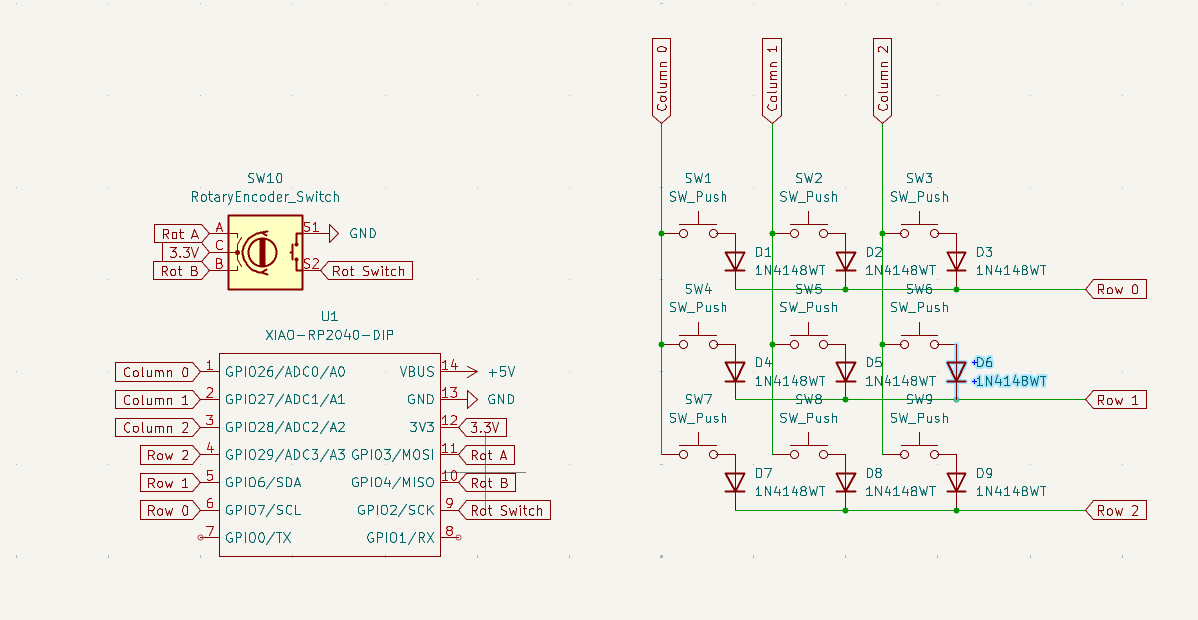 Column 0
Column 1
Column 2
SW10
RotaryEncoder_Switch
Rot A
A
S1
GND
3.3V
C
Rot B
B
S2
Rot Switch
U1
XIAO-RP2040-DIP
Column 0
1
GPIO26/ADC0/A0
VBUS
14
+5V
Column 1
2
GPIO27/ADC1/A1
GND
13
GND
Column 2
3
GPIO28/ADC2/A2
3V3
12
3.3V
Row 2
4
GPIO29/ADC3/A3
GPIO3/MOSI
11
Rot A
Row 1
5
GPIO6/SDA
GPIO4/MISO
10
Rot B
Row 0
6
GPIO7/SCL
GPIO2/SCK
9
Rot Switch
7
GPIO0/TX
GPIO1/RX
8
SW1
SW_Push
SW2
SW_Push
SW3
SW_Push
D1
1N4148WT
D2
1N4148WT
D3
1N4148WT
Row 0
SW4
SW_Push
SW5
SW_Push
SW6
SW_Push
D4
1N4148WT
D5
1N4148WT
D6
1N4148WT
Row 1
SW7
SW_Push
SW8
SW_Push
SW9
SW_Push
D7
1N4148WT
D8
1N4148WT
D9
1N4148WT
Row 2